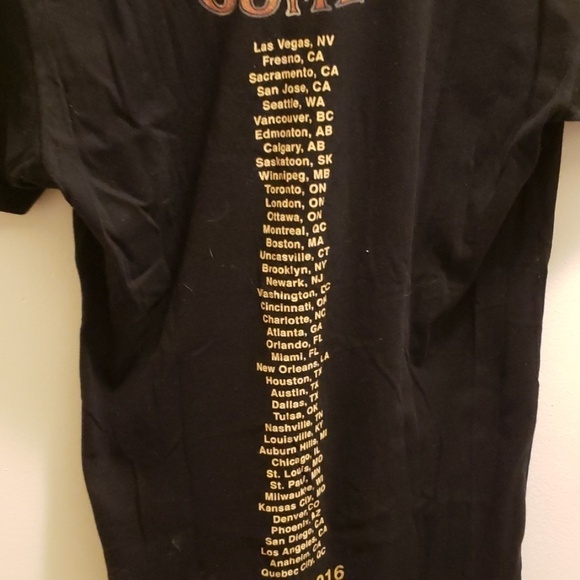 Las Vegas, NV
Fresno, CA
Sacramento, CA
San Jose, CA
Seattle, WA
Vancouver, BC
Edmonton, AB
Calgary, AB
Saskatoon, SK
Winnipeg, MB
Toronto, ON
London, ON
Ottawa, ON
Montreal, QC
Boston, MA
Uncasville, CT
Brooklyn, NY
Newark, NJ
Washington, DC
Cincinnati, OH
Charlotte, NC
Atlanta, GA
Orlando, FL
Miami, FL
New Orleans, LA
Houston, TX
Austin, TX
Dallas, TX
Tulsa, OK
Nashville, TN
Louisville, KY
Auburn Hills, MI
Chicago, IL
St. Louis, MO
St. Paul, MN
Milwaukee, WI
Kansas City, MO
Denver, CO
Phoenix, AZ
San Diego, CA
Los Angeles, CA
Anaheim, CA
Quebec City, QC
016